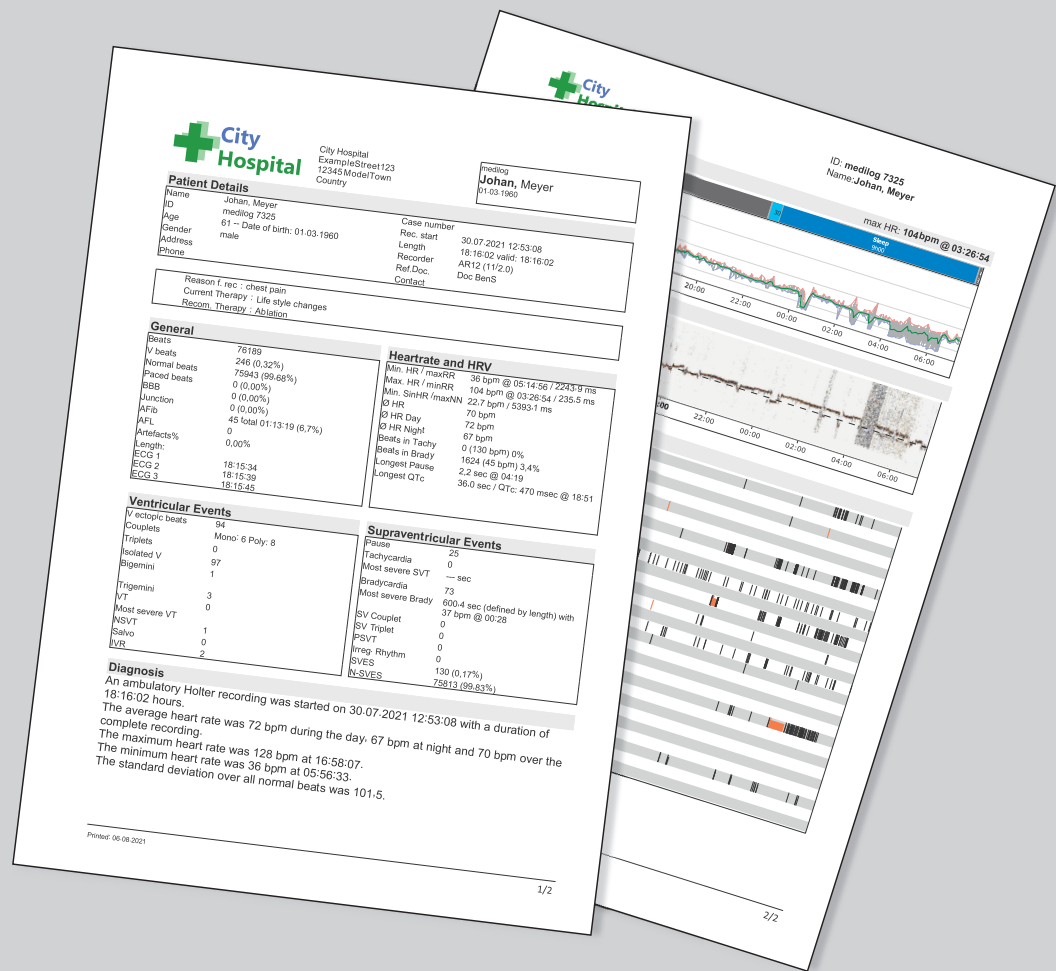 City
Hospital
City Hospital
ExampleStreet123
12345 ModelTown
Country
medilog
Johan, Meyer
01-03-1960
Patient Details
Name Johan, Meyer
ID medilog 7325
Age 61 -- Date of birth: 01-03-1960
Gender male
Address
Phone
Case number
Rec. start 30.07.2021 12:53:08
Length 18:16:02 valid: 18:16:02
Recorder AR12 (11/2.0)
Ref.Doc. Doc BenS
Contact
Reason f. rec : chest pain
Current Therapy : Life style changes
Recom. Therapy : Ablation
General
Beats 76189
V beats 246 (0,32%)
Normal beats 75943 (99.68%)
Paced beats 0 (0,00%)
BBB 0 (0,00%)
Junction 0 (0,00%)
AFib 45 total 01:13:19 (6,7%)
AFL 0
Artefacts% 0,00%
Length:
ECG 1 18:15:34
ECG 2 18:15:39
ECG 3 18:15:45
Heartrate and HRV
Min. HR / maxRR 36 bpm @ 05:14:56 / 2243-9 ms
Max. HR / minRR 104 bpm @ 03:26:54 / 235-5 ms
Min. SinHR /maxNN 22.7 bpm / 5393-1 ms
Ø HR 70 bpm
Ø HR Day 72 bpm
Ø HR Night 67 bpm
Beats in Tachy 0 (130 bpm) 0%
Beats in Brady 1624 (45 bpm) 3,4%
Longest Pause 2,2 sec @ 04:19
Longest QTc 36.0 sec / QTc: 470 msec @ 18:51
Ventricular Events
V ectopic beats 94
Couplets Mono: 6 Poly: 8
Triplets 0
Isolated V 97
Bigemini 1
Trigemini 3
VT 0
Most severe VT
NSVT 1
Salvo 0
IVR 2
Supraventricular Events
Pause 25
Tachycardia 0
Most severe SVT --- sec
Bradycardia 73
Most severe Brady 600-4 sec (defined by length) with
37 bpm @ 00:28
SV Couplet 0
SV Triplet 0
PSVT 0
Irreg- Rhythm 0
SVES 130 (0,17%)
N-SVES 75813 (99.83%)
Diagnosis
An ambulatory Holter recording was started on 30-07-2021 12:53:08 with a duration of
18:16:02 hours.
The average heart rate was 72 bpm during the day, 67 bpm at night and 70 bpm over the
complete recording-
The maximum heart rate was 128 bpm at 16:58:07.
The minimum heart rate was 36 bpm at 05:56:33.
The standard deviation over all normal beats was 101-5.
Printed: 06-08-2021
1/2
City
ID: medilog 7325
Name:Johan, Meyer
max HR: 104bpm @ 03:26:54
30'
Sleep
9h00'
20:00 22:00 00:00 02:00 04:00 06:00
22:00 00:00 02:00 04:00 06:00
2/2